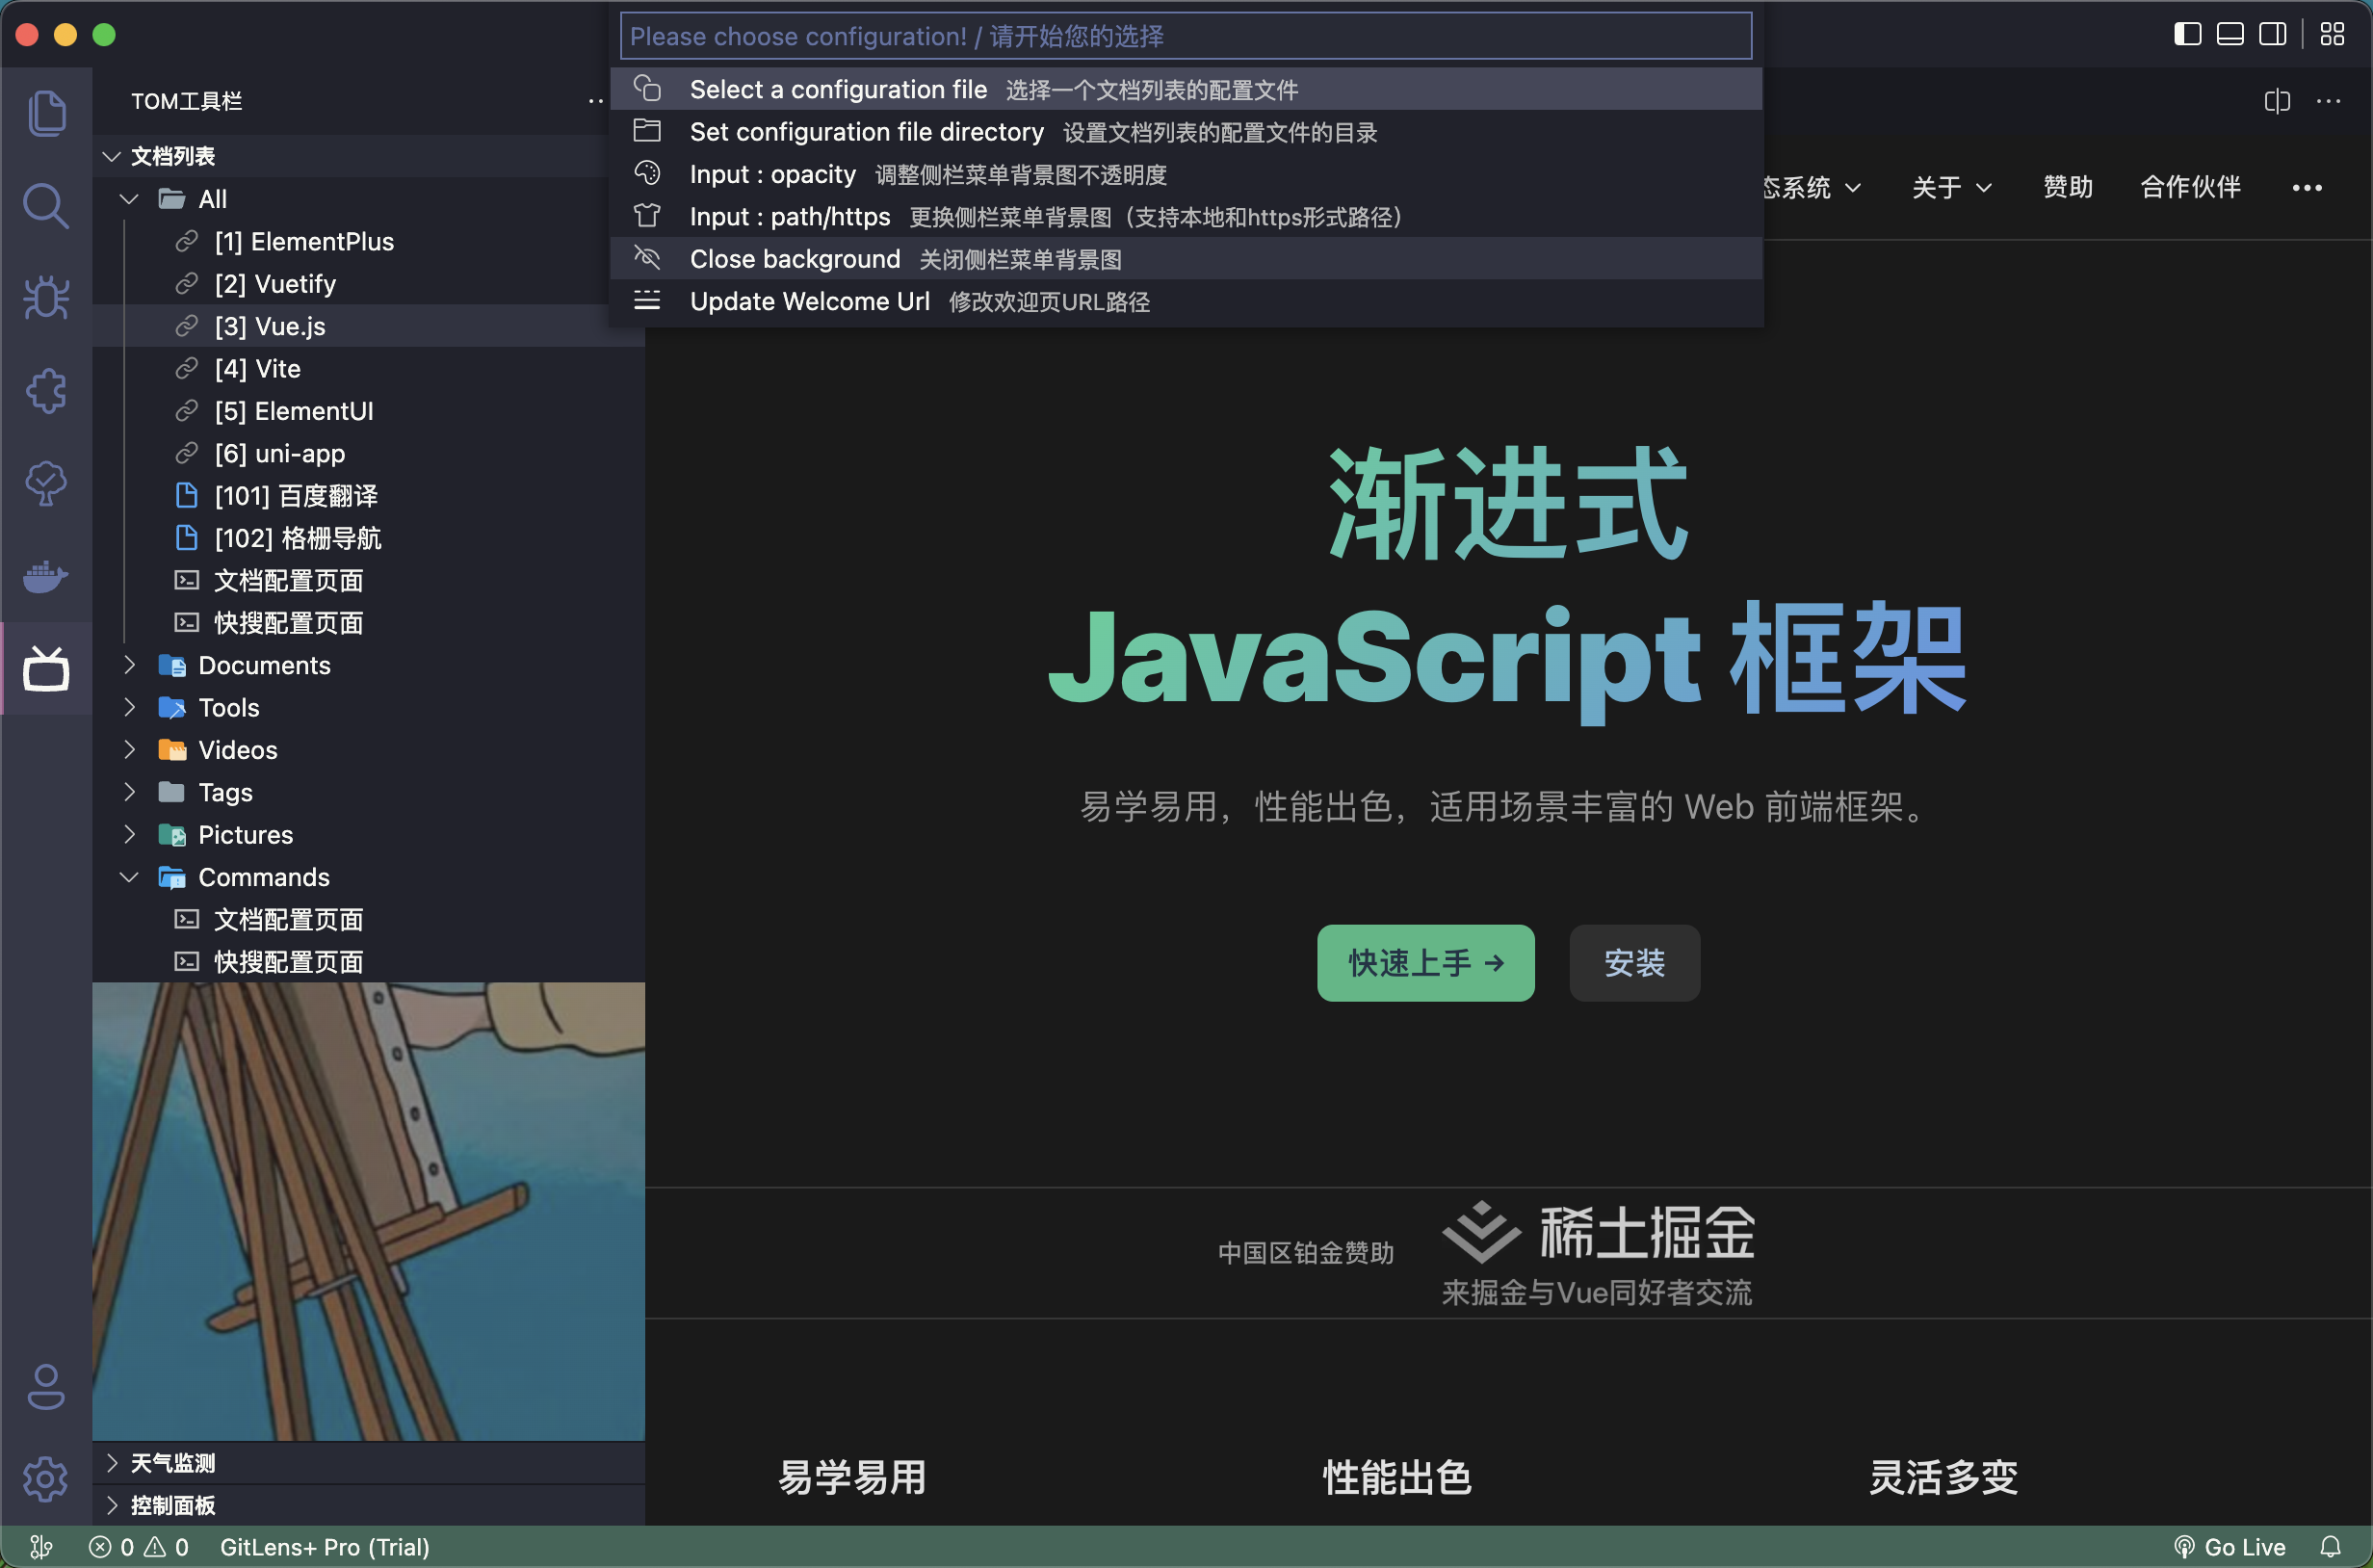 Please choose configuration! / 请开始您的选择
Select a configuration file 选择一个文档列表的配置文件
Set configuration file directory 设置文档列表的配置文件的目录
Input : opacity 调整侧栏菜单背景图不透明度
Input : path/https 更换侧栏菜单背景图（支持本地和https形式路径）
Close background 关闭侧栏菜单背景图
Update Welcome Url 修改欢迎页URL路径
TOM工具栏
文档列表
All
[1] ElementPlus
[2] Vuetify
[3] Vue.js
[4] Vite
[5] ElementUI
[6] uni-app
[101] 百度翻译
[102] 格栅导航
文档配置页面
快搜配置页面
Documents
Tools
Videos
Tags
Pictures
Commands
文档配置页面
快搜配置页面
天气监测
控制面板
态系统 关于 赞助 合作伙伴
渐进式
JavaScript 框架
易学易用，性能出色，适用场景丰富的 Web 前端框架。
快速上手 → 安装
中国区铂金赞助
稀土掘金
来掘金与Vue同好者交流
易学易用 性能出色 灵活多变
0 0 GitLens+ Pro (Trial) Go Live